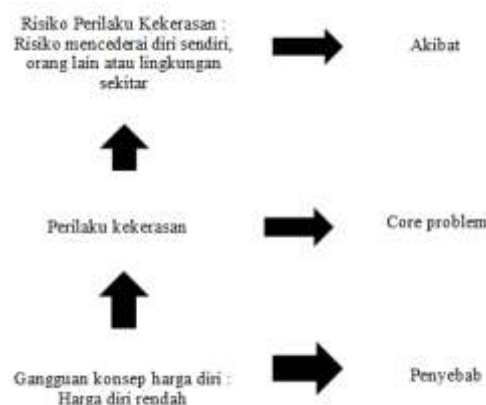 Risiko Perilaku Kekerasan :
Risiko mencederai diri sendiri,
orang lain atau lingkungan
sekitar
Akibat
Perilaku kekerasan
Core problem
Gangguan konsep harga diri :
Harga diri rendah
Penyebab